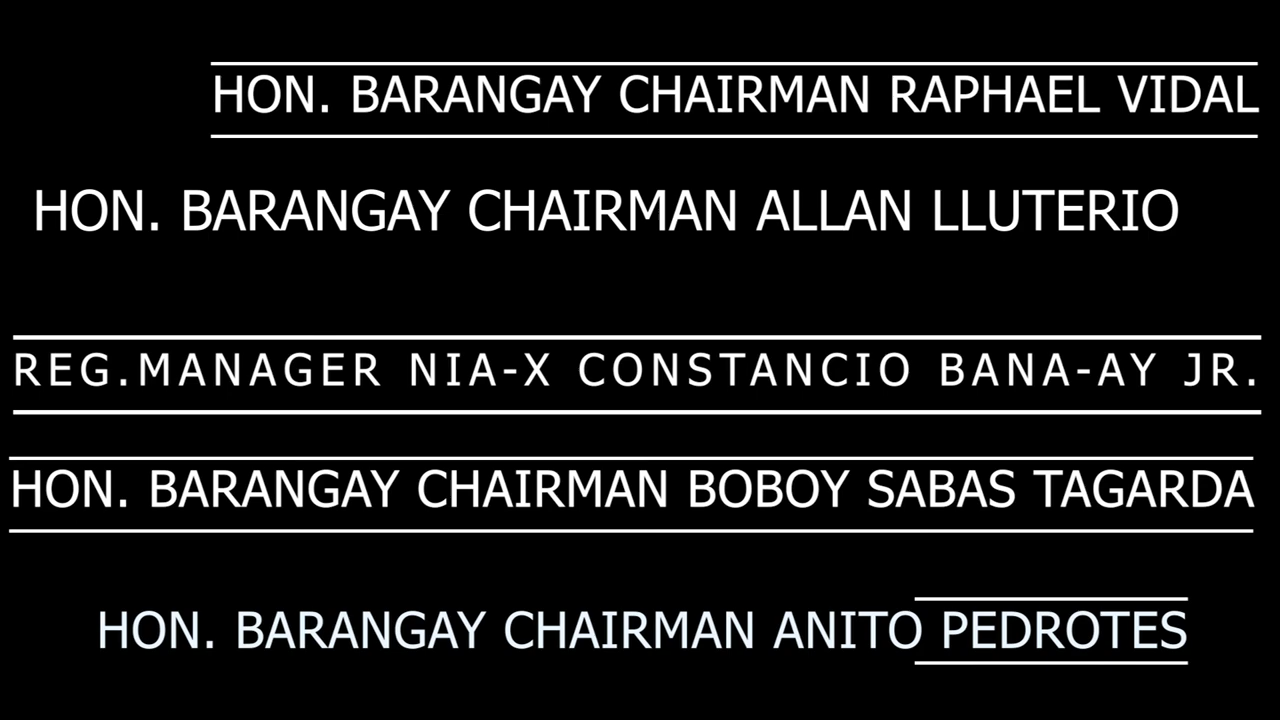 HON. BARANGAY CHAIRMAN RAPHAEL VIDAL
HON. BARANGAY CHAIRMAN ALLAN LLUTERIO
REG.MANAGER NIA-X CONSTANCIO BANA-AY JR.
HON. BARANGAY CHAIRMAN BOBOY SABAS TAGARDA
HON. BARANGAY CHAIRMAN ANITO PEDROTES